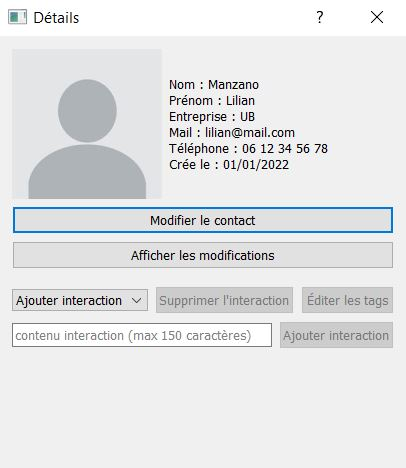 Détails
?
Nom : Manzano
Prénom : Lilian
Entreprise : UB
Mail : lilian@mail.com
Téléphone : 06 12 34 56 78
Crée le : 01/01/2022
Modifier le contact
Afficher les modifications
Ajouter interaction Supprimer l'interaction Éditer les tags
contenu interaction (max 150 caractères) Ajouter interaction